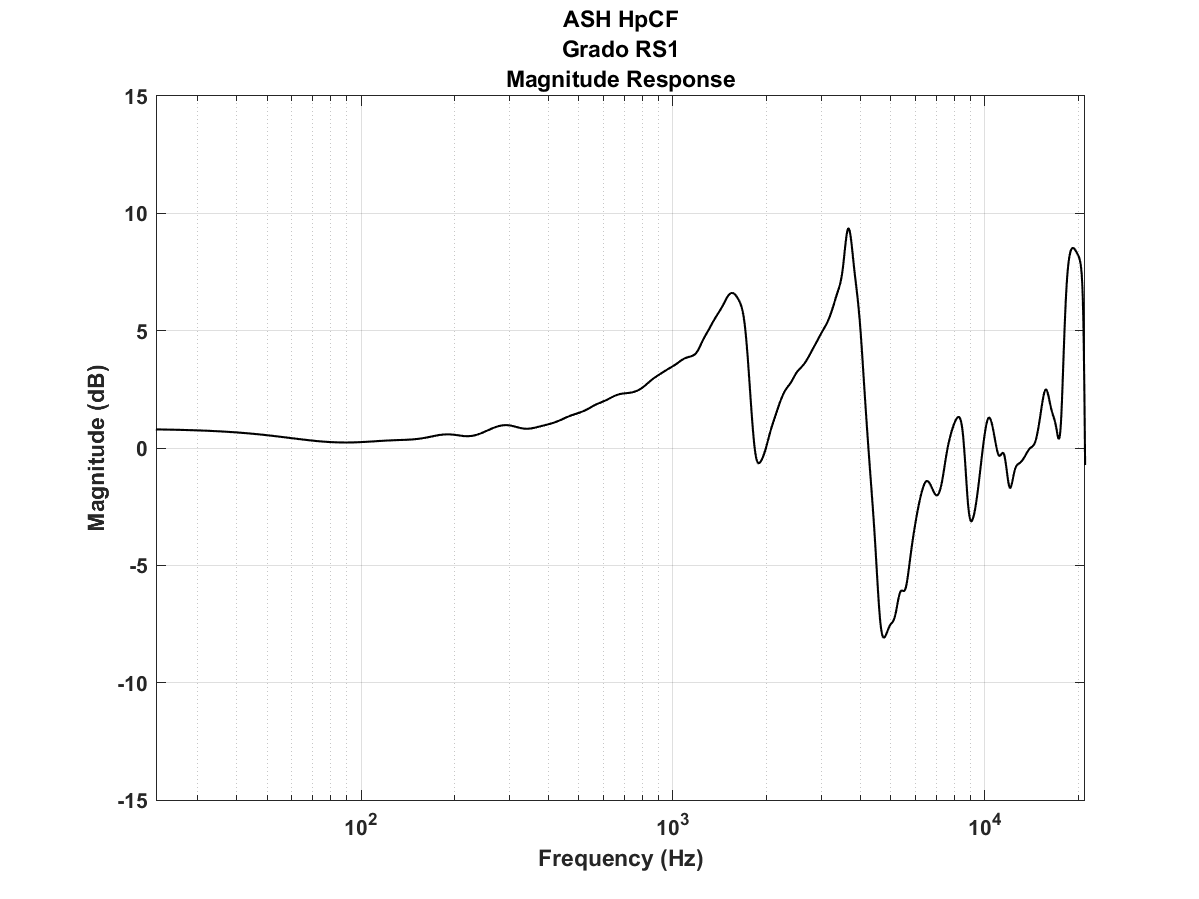 ASH HpCF
Grado RS1
Magnitude Response
15
10
5
0
-5
-10
-15
Magnitude (dB)
10² 10³ 10⁴
Frequency (Hz)